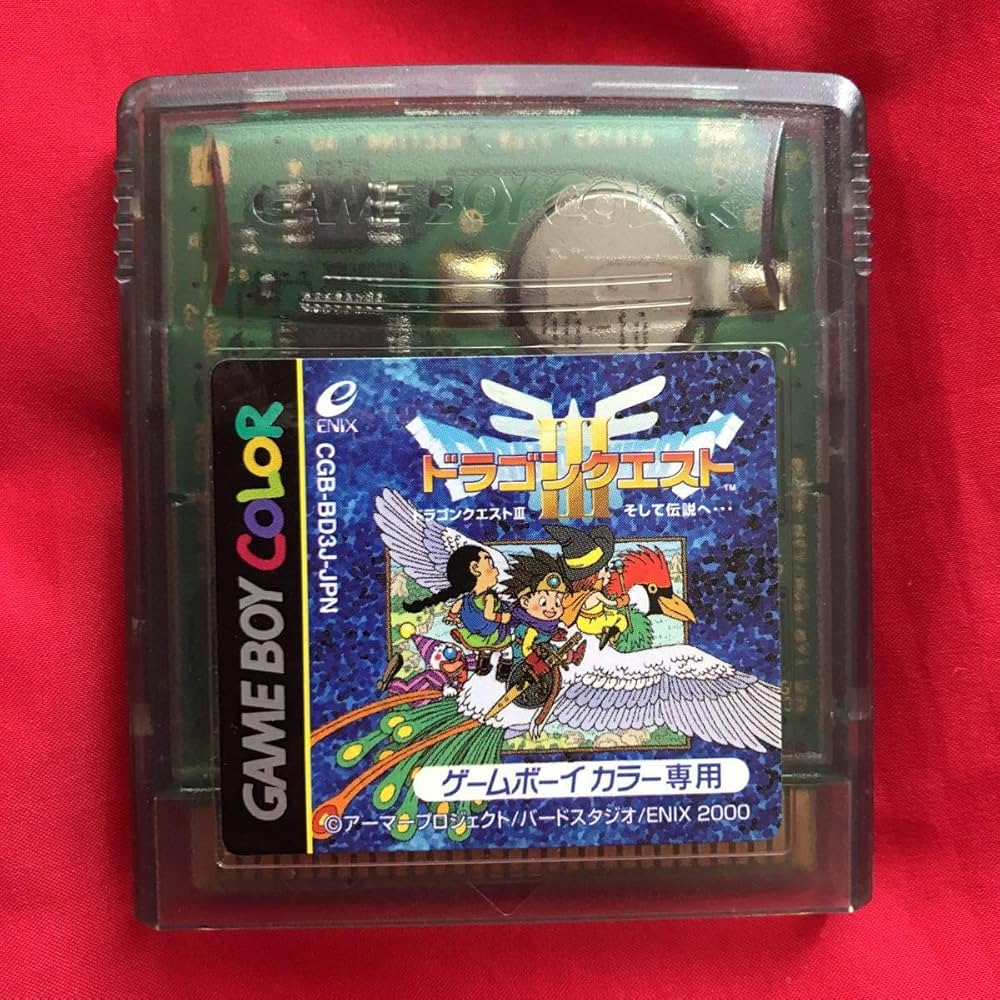 GAME BOY COLOR
GAME BOY COLOR
ENIX
CGB-BD3J-JPN
III
ドラゴンクエスト™
ドラゴンクエストIII そして伝説へ…
ゲームボーイカラー専用
©アーマープロジェクト/バードスタジオ/ENIX 2000